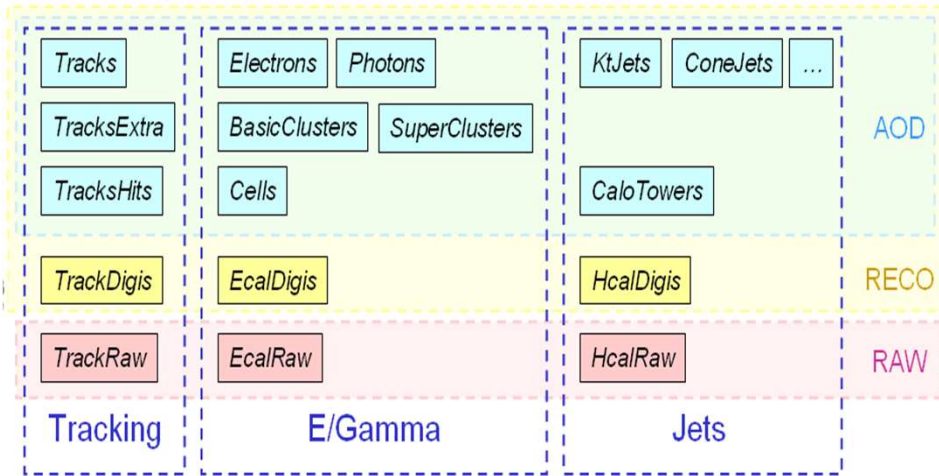 Tracks Electrons Photons KtJets ConeJets ...
TracksExtra BasicClusters SuperClusters AOD
TracksHits Cells CaloTowers
TrackDigis EcalDigis HcalDigis RECO
TrackRaw EcalRaw HcalRaw RAW
Tracking E/Gamma Jets